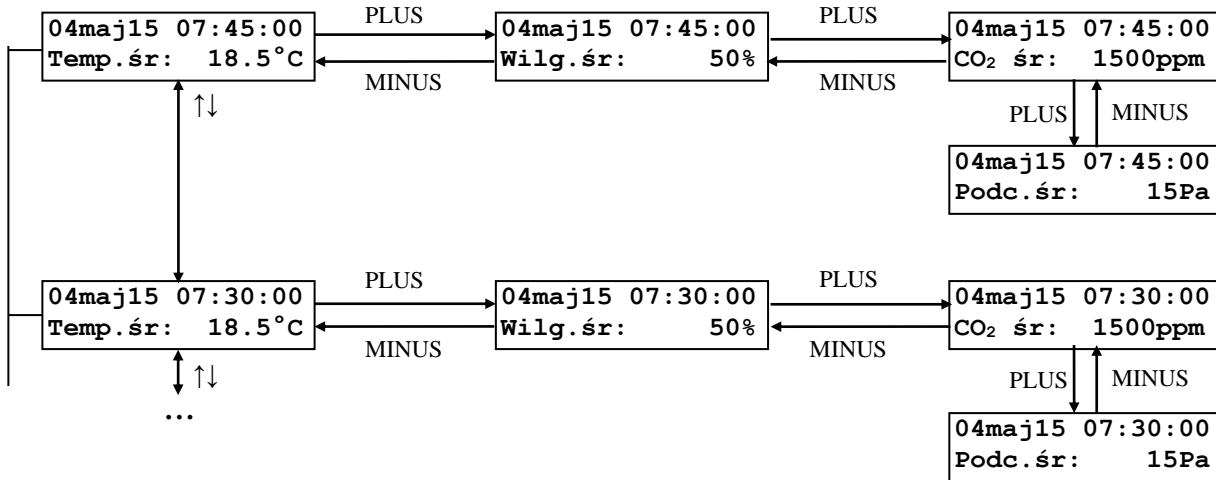 PLUS
PLUS
04maj15 07:45:00
Temp.śr: 18.5°C
04maj15 07:45:00
Wilg.śr: 50%
04maj15 07:45:00
CO₂ śr: 1500ppm
MINUS
MINUS
↑↓
PLUS
MINUS
04maj15 07:45:00
Podc.śr: 15Pa
PLUS
PLUS
04maj15 07:30:00
Temp.śr: 18.5°C
04maj15 07:30:00
Wilg.śr: 50%
04maj15 07:30:00
CO₂ śr: 1500ppm
MINUS
MINUS
↑↓
PLUS
MINUS
...
04maj15 07:30:00
Podc.śr: 15Pa